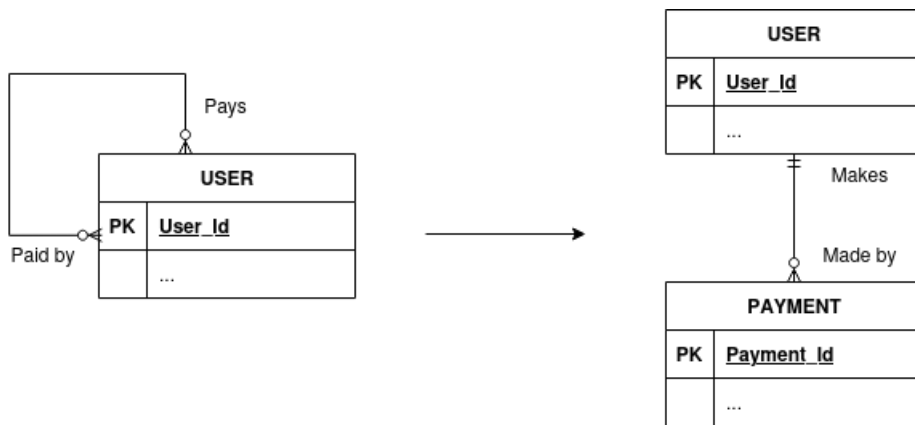 Pays
USER
PK User_Id
...
Paid by
USER
PK User_Id
...
Makes
Made by
PAYMENT
PK Payment_Id
...